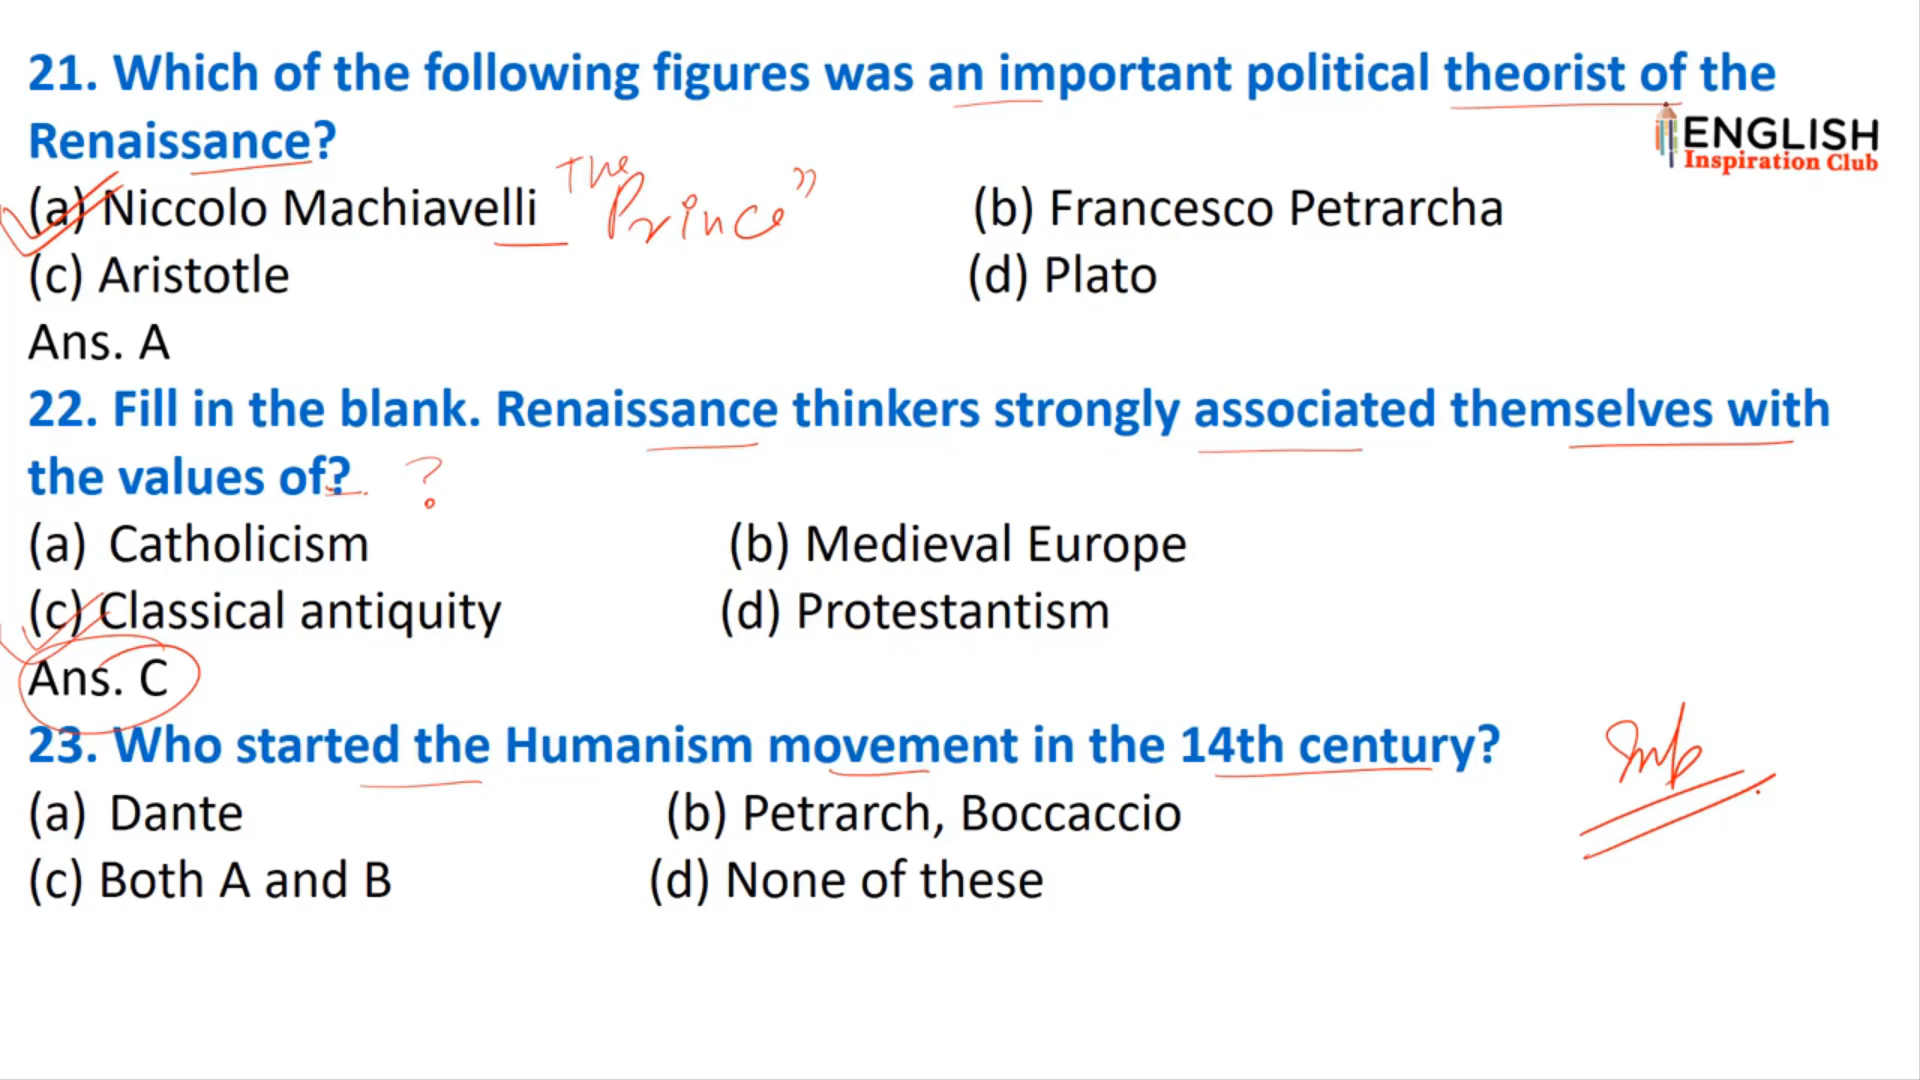 21. Which of the following figures was an important political theorist of the
Renaissance?
ENGLISH
Inspiration Club
(a) Niccolo Machiavelli "The Prince" (b) Francesco Petrarcha
(c) Aristotle (d) Plato
Ans. A
22. Fill in the blank. Renaissance thinkers strongly associated themselves with
the values of? ?
(a) Catholicism (b) Medieval Europe
(c) Classical antiquity (d) Protestantism
Ans. C
23. Who started the Humanism movement in the 14th century?
(a) Dante (b) Petrarch, Boccaccio
(c) Both A and B (d) None of these